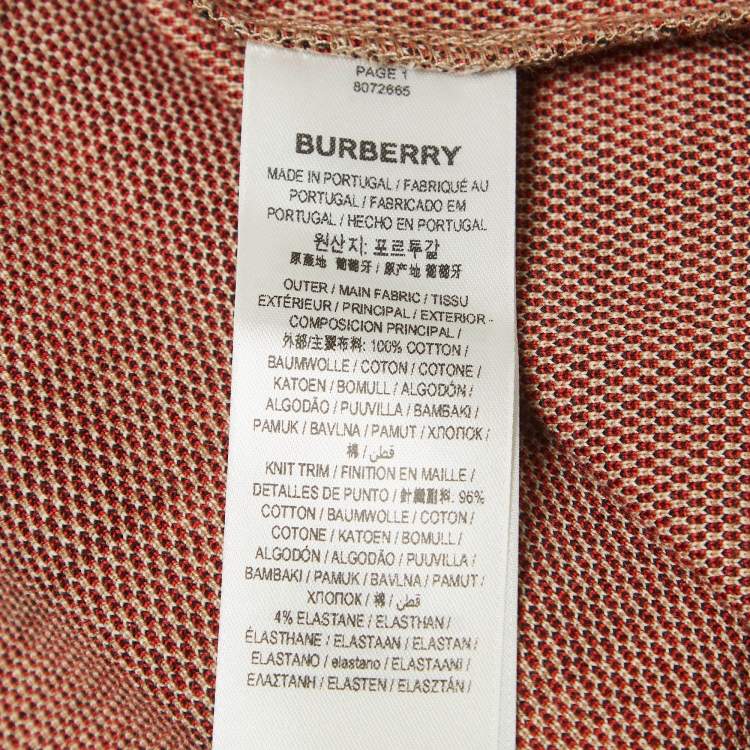 PAGE 1
8072665
BURBERRY
MADE IN PORTUGAL / FABRIQUÉ AU
PORTUGAL / FABRICADO EM
PORTUGAL / HECHO EN PORTUGAL
원산지: 포르투갈
原産地 葡萄牙 / 原产地 葡萄牙
OUTER / MAIN FABRIC / TISSU
EXTÉRIEUR / PRINCIPAL / EXTERIOR -
COMPOSICION PRINCIPAL /
外部/主要布料: 100% COTTON /
BAUMWOLLE / COTON / COTONE /
KATOEN / BOMULL / ALGODÓN /
ALGODÃO / PUUVILLA / BAMBAKI /
PAMUK / BAVLNA / PAMUT / ХЛОПОК /
棉 / قطن
KNIT TRIM / FINITION EN MAILLE /
DETALLES DE PUNTO / 針織副料: 96%
COTTON / BAUMWOLLE / COTON /
COTONE / KATOEN / BOMULL /
ALGODÓN / ALGODÃO / PUUVILLA /
BAMBAKI / PAMUK / BAVLNA / PAMUT /
ХЛОПОК / 棉 / قطن
4% ELASTANE / ELASTHAN /
ÉLASTHANE / ELASTAAN / ELASTAN /
ELASTANO / elastano / ELASTAANI /
ΕΛΑΣΤΑΝΗ / ELASTEN / ELASZTÁN /